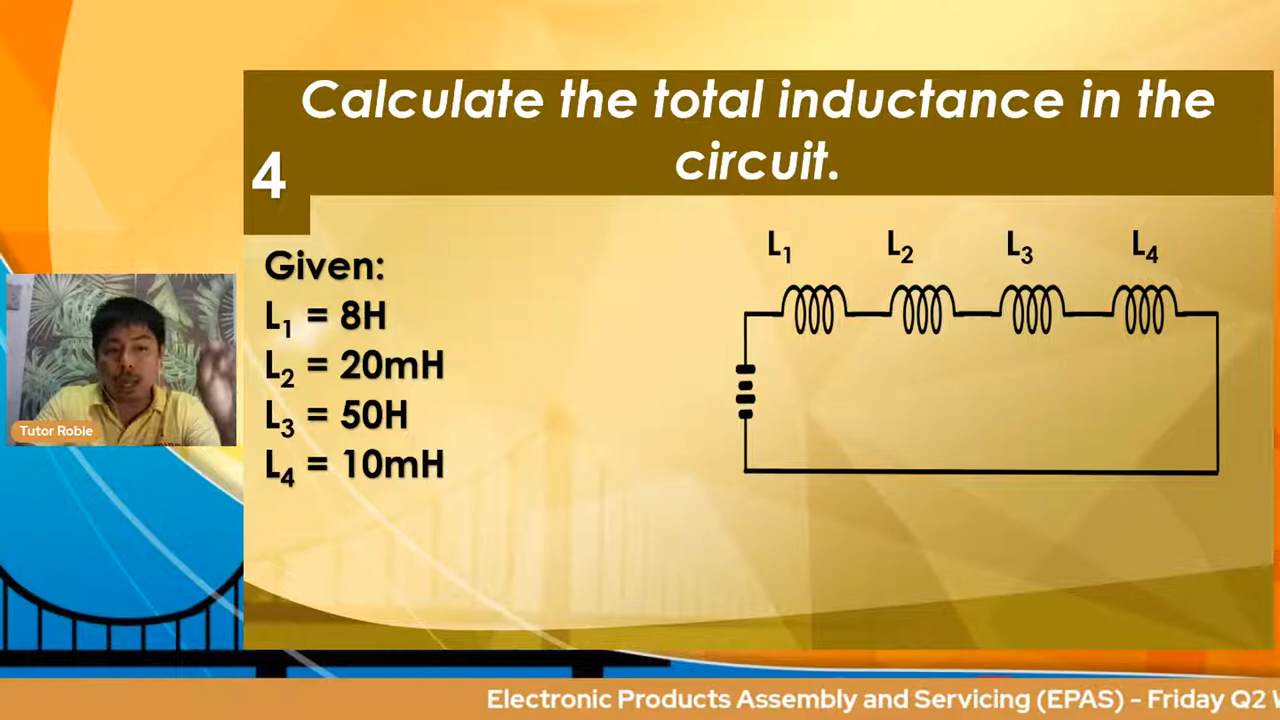 Calculate the total inductance in the
circuit.
4
Given:
L1 = 8H
L2 = 20mH
L3 = 50H
L4 = 10mH
L1 L2 L3 L4
Tutor Robie
Electronic Products Assembly and Servicing (EPAS) - Friday Q2